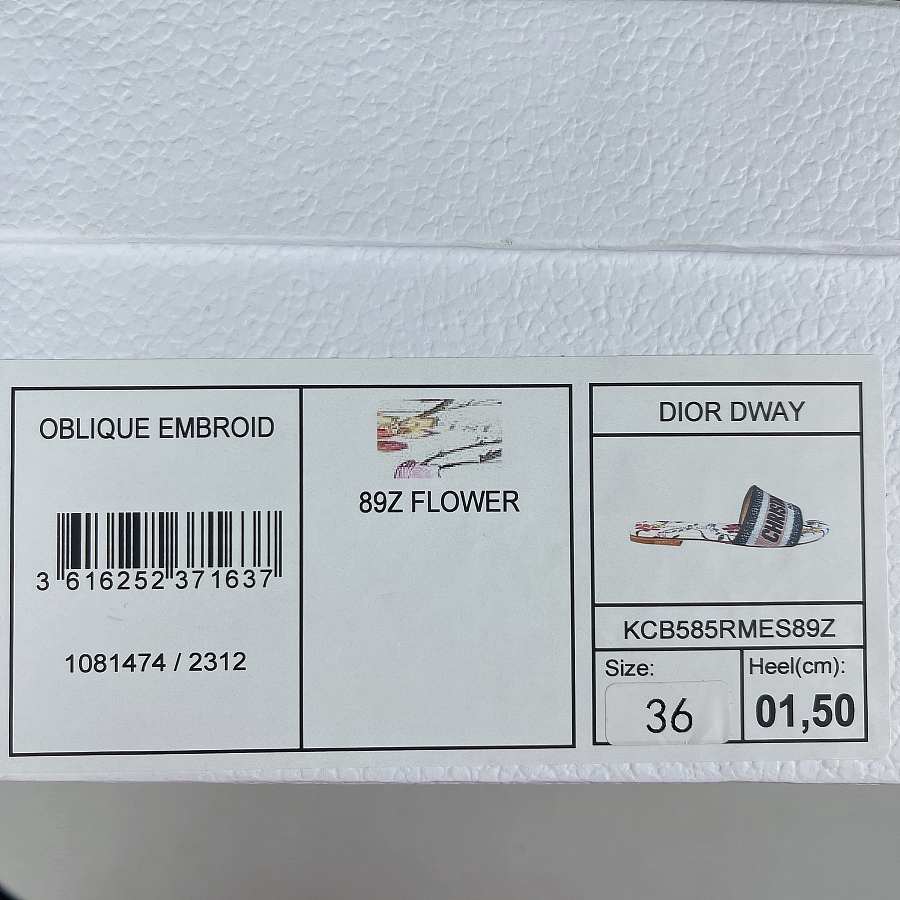 OBLIQUE EMBROID
3 616252 371637
1081474 / 2312
89Z FLOWER
DIOR DWAY
KCB585RMES89Z
Size:
36
Heel(cm):
01,50